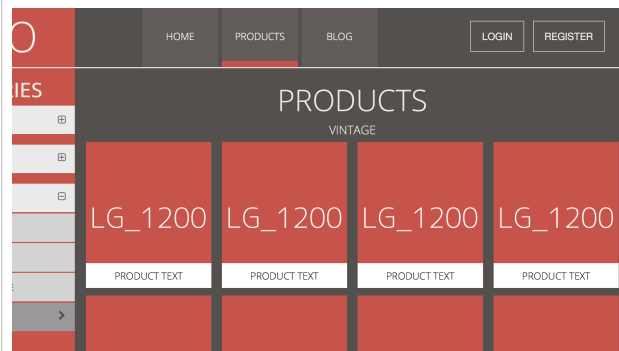 O
HOME PRODUCTS BLOG LOGIN REGISTER
RIES
PRODUCTS
VINTAGE
LG_1200 LG_1200 LG_1200 LG_1200
PRODUCT TEXT PRODUCT TEXT PRODUCT TEXT PRODUCT TEXT